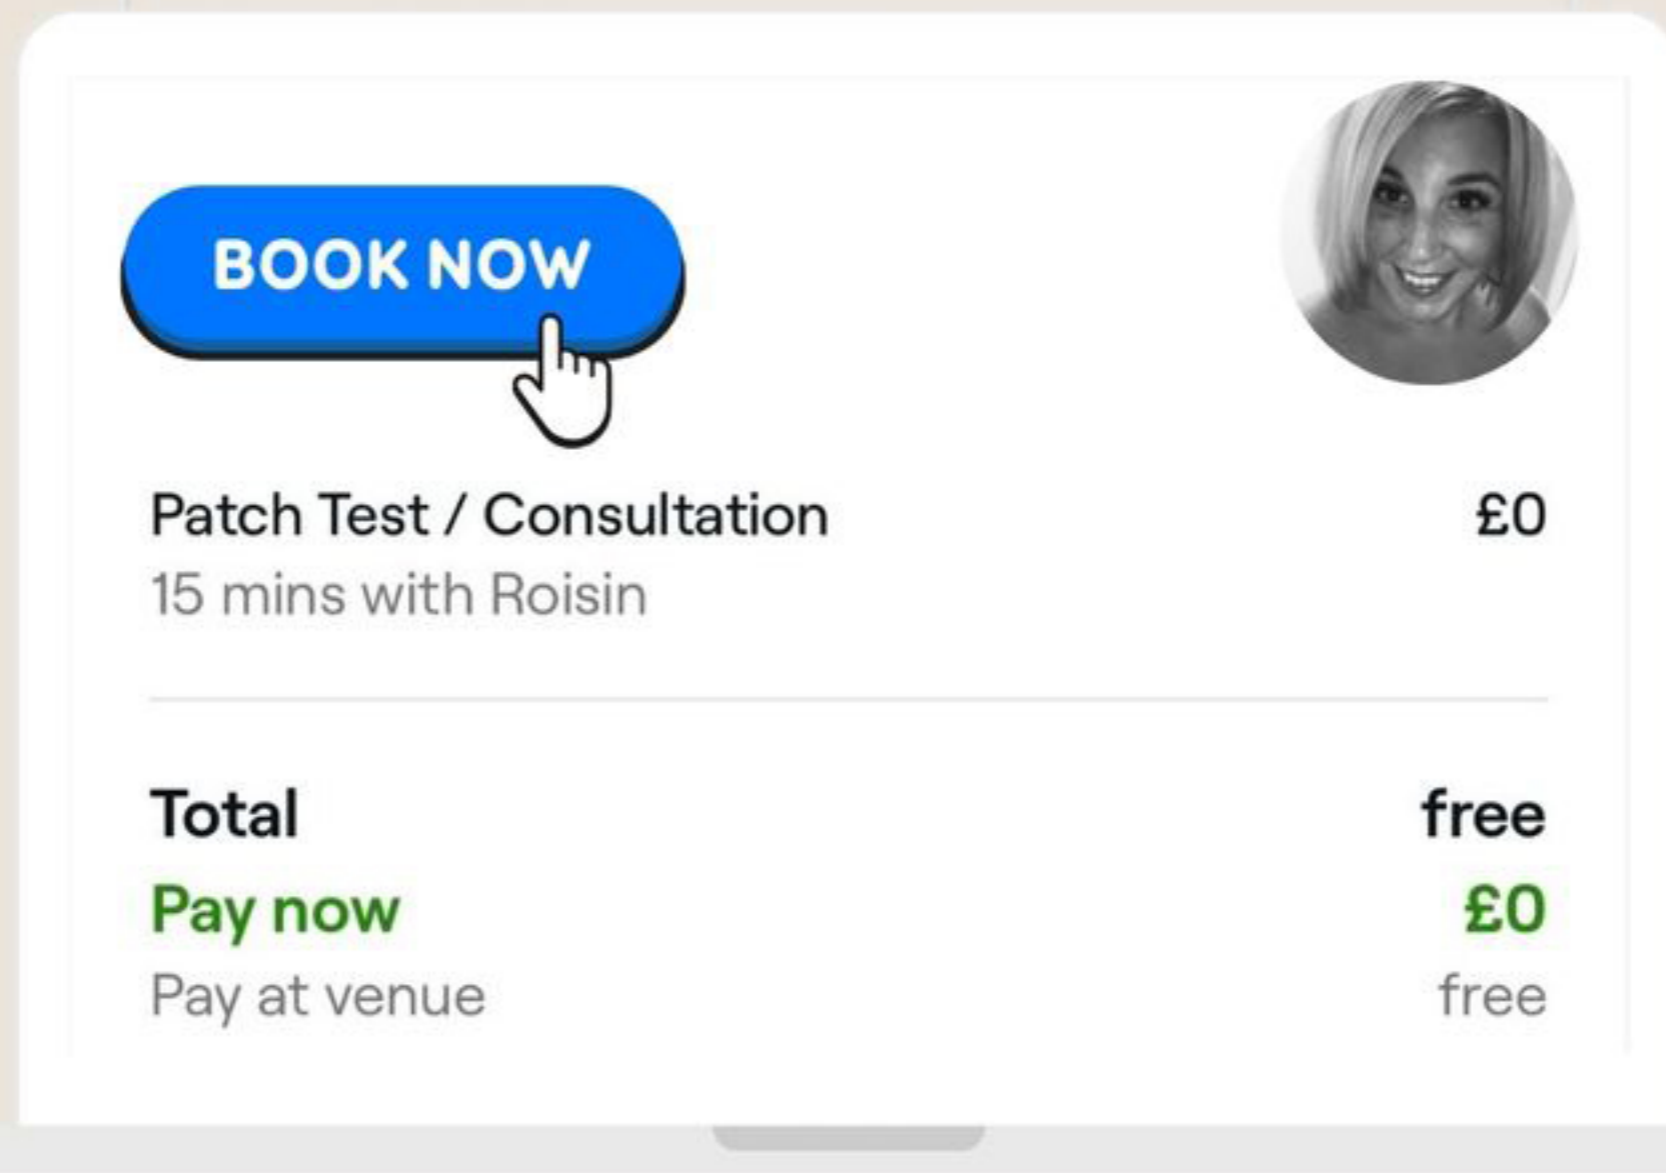 BOOK NOW
Patch Test / Consultation £0
15 mins with Roisin
Total free
Pay now £0
Pay at venue free